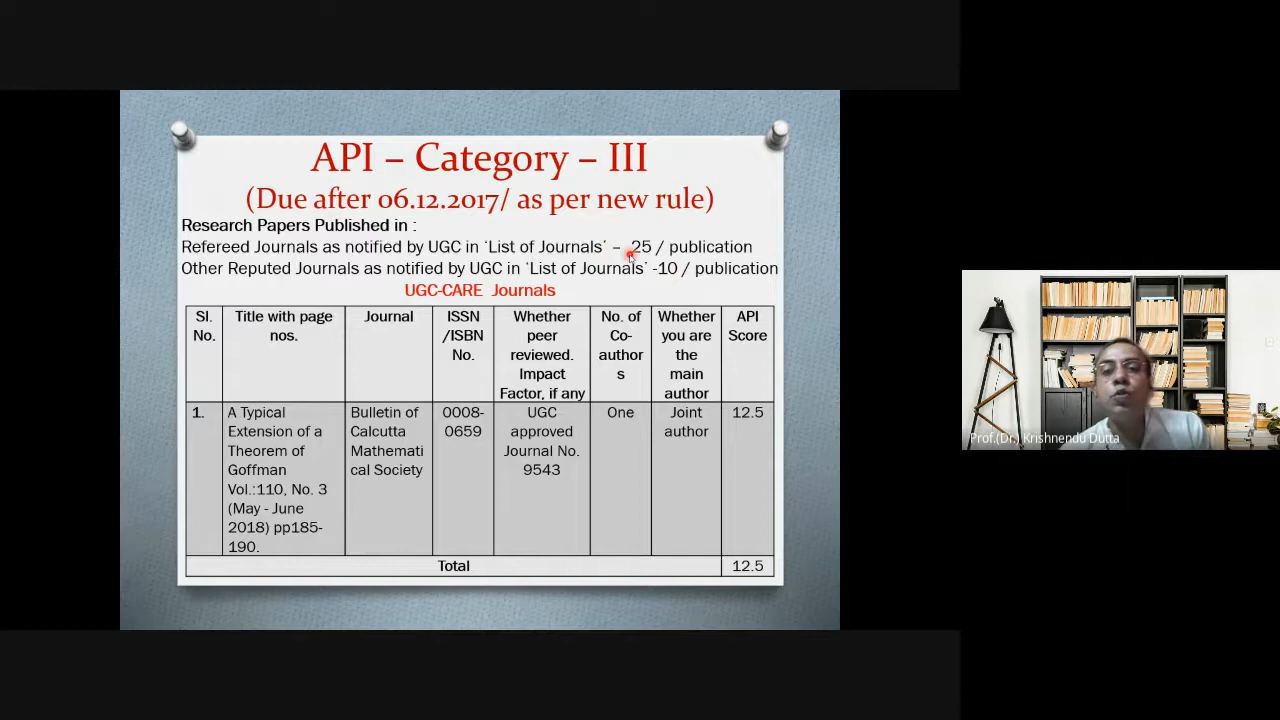 API – Category – III
(Due after 06.12.2017/ as per new rule)
Research Papers Published in :
Refereed Journals as notified by UGC in ‘List of Journals’ – 25 / publication
Other Reputed Journals as notified by UGC in ‘List of Journals’ -10 / publication
UGC-CARE Journals
Sl. No.
Title with page nos.
Journal
ISSN /ISBN No.
Whether peer reviewed. Impact Factor, if any
No. of Co-author s
Whether you are the main author
API Score
1.
A Typical
Extension of a
Theorem of
Goffman
Vol.:110, No. 3
(May - June
2018) pp185-
190.
Bulletin of
Calcutta
Mathemati
cal Society
0008-
0659
UGC
approved
Journal No.
9543
One
Joint
author
12.5
Total
12.5
Prof.(Dr.) Krishnendu Dutta